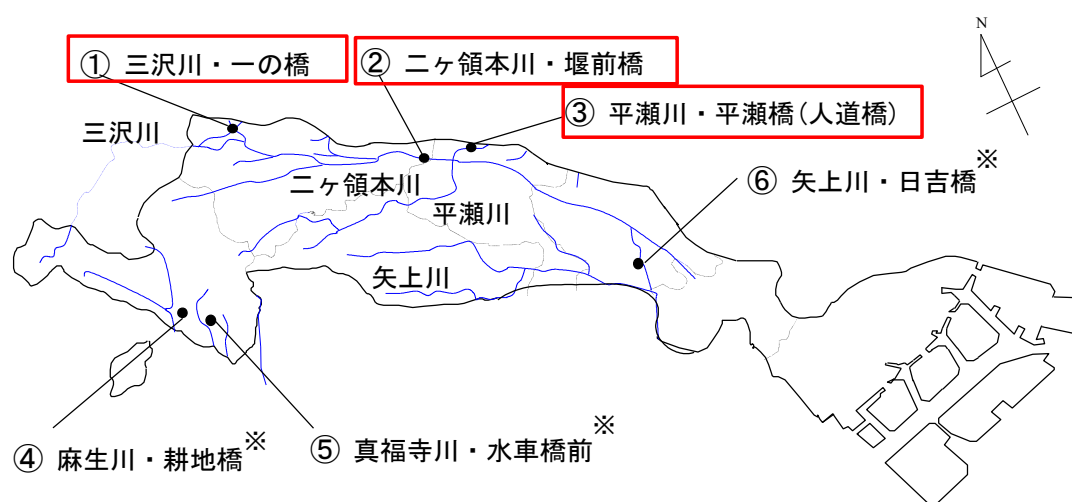 ① 三沢川・一の橋
② 二ヶ領本川・堰前橋
③ 平瀬川・平瀬橋(人道橋)
N
三沢川
二ヶ領本川
平瀬川
⑥ 矢上川・日吉橋※
矢上川
④ 麻生川・耕地橋※
⑤ 真福寺川・水車橋前※